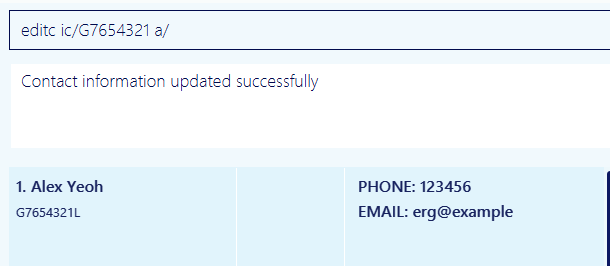 editc ic/G7654321 a/
Contact information updated successfully
1. Alex Yeoh
G7654321L
PHONE: 123456
EMAIL: erg@example